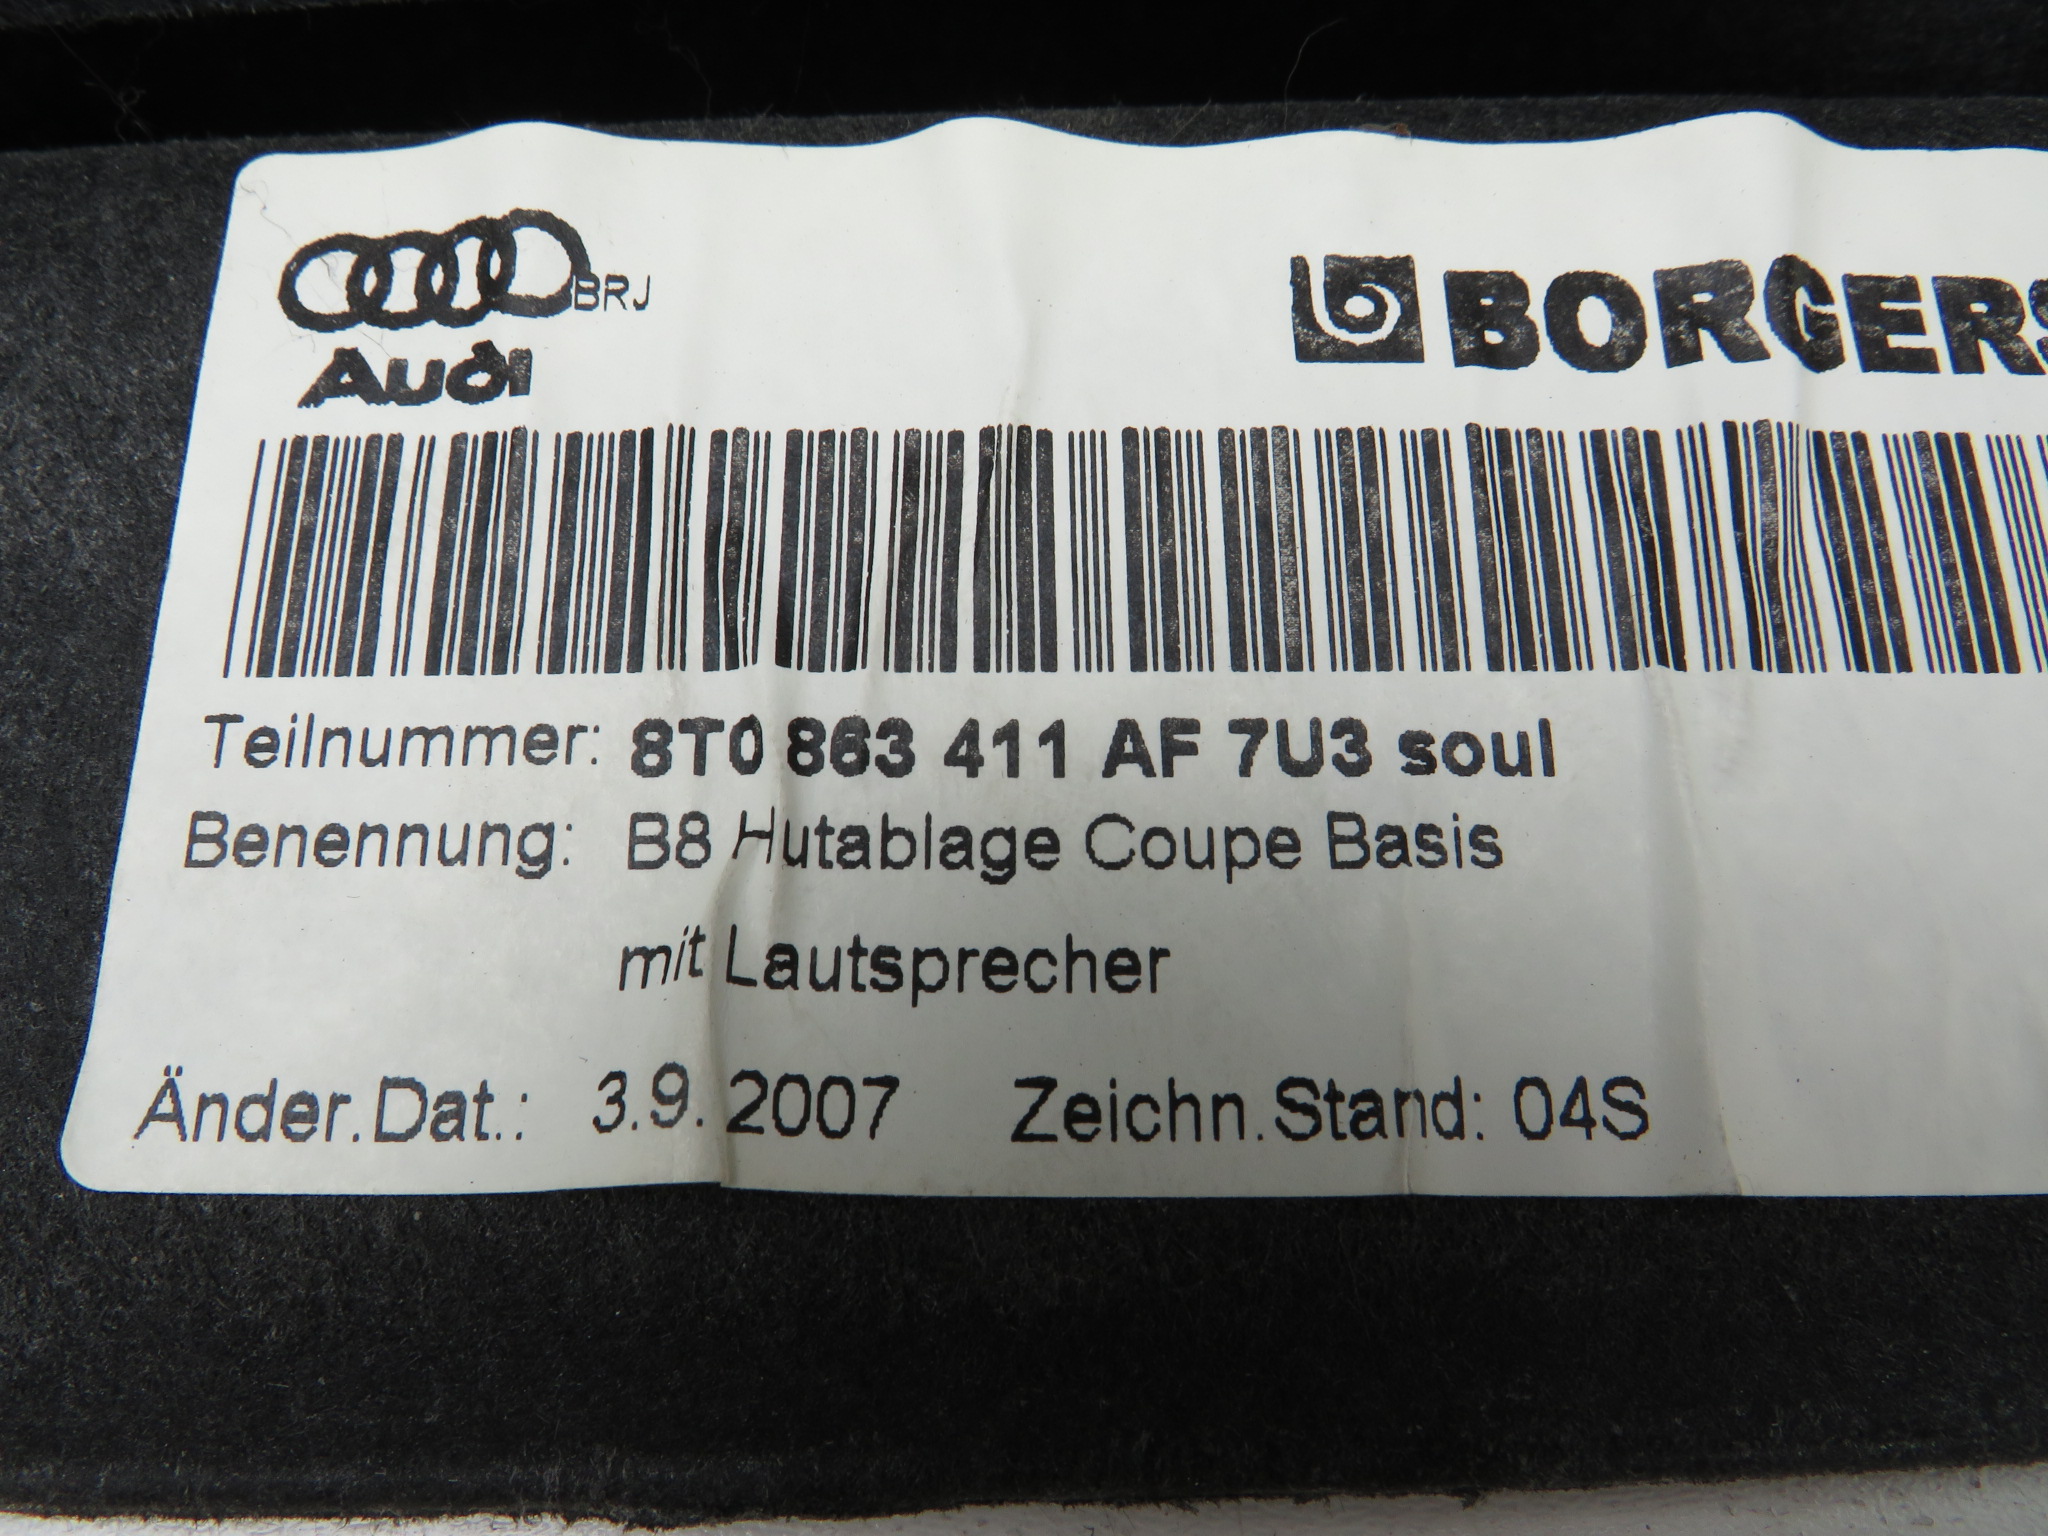 BRJ
Audi
BORGERS
Teilnummer: 8T0 863 411 AF 7U3 soul
Benennung: B8 Hutablage Coupe Basis
mit Lautsprecher
Änder.Dat.: 3.9.2007 Zeichn.Stand: 04S